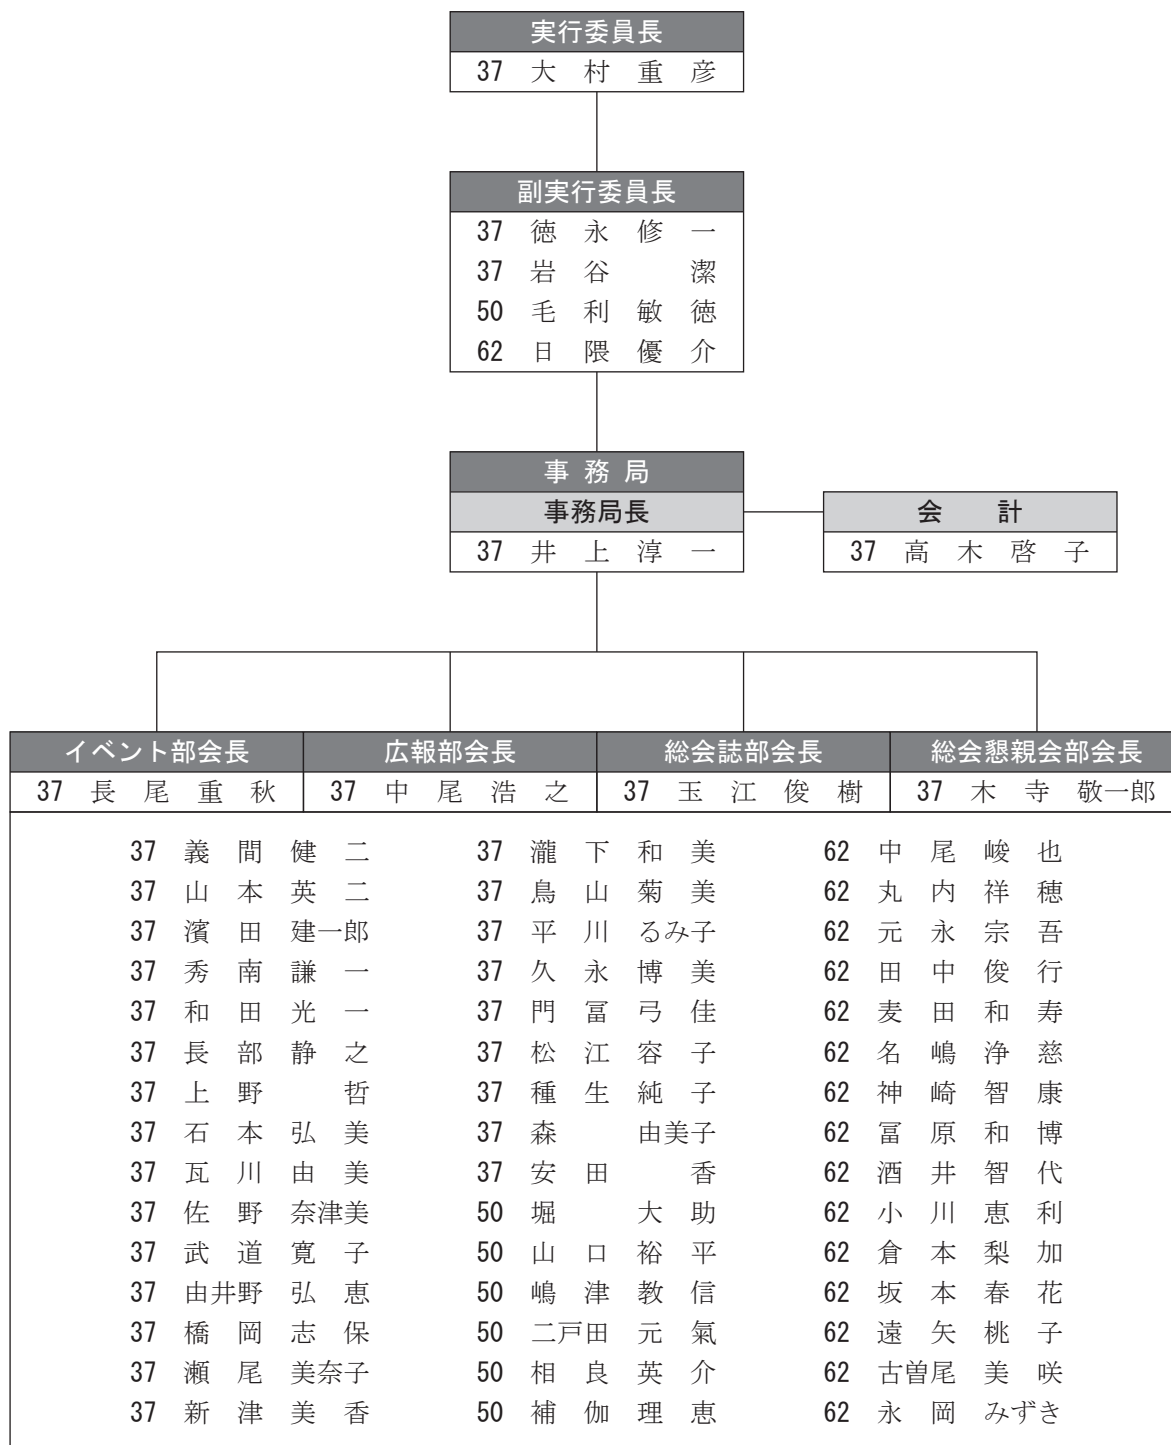 実行委員長
37 大村重彦
副実行委員長
37 徳永修一
37 岩谷 潔
50 毛利敏徳
62 日隈優介
事務局
事務局長
37 井上淳一
会計
37 高木啓子
イベント部会長
37 長尾重秋
広報部会長
37 中尾浩之
総会誌部会長
37 玉江俊樹
総会懇親会部会長
37 木寺敬一郎
37 義間健二 37 瀧下和美 62 中尾峻也
37 山本英二 37 鳥山菊美 62 丸内祥穂
37 濱田建一郎 37 平川るみ子 62 元永宗吾
37 秀南謙一 37 久永博美 62 田中俊行
37 和田光一 37 門冨弓佳 62 麦田和寿
37 長部静之 37 松江容子 62 名嶋浄慈
37 上野 哲 37 種生純子 62 神崎智康
37 石本弘美 37 森 由美子 62 冨原和博
37 瓦川由美 37 安田 香 62 酒井智代
37 佐野奈津美 50 堀 大助 62 小川恵利
37 武道寛子 50 山口裕平 62 倉本梨加
37 由井野弘恵 50 嶋津教信 62 坂本春花
37 橋岡志保 50 二戸田元氣 62 遠矢桃子
37 瀬尾美奈子 50 相良英介 62 古曽尾美咲
37 新津美香 50 補伽理恵 62 永岡みずき